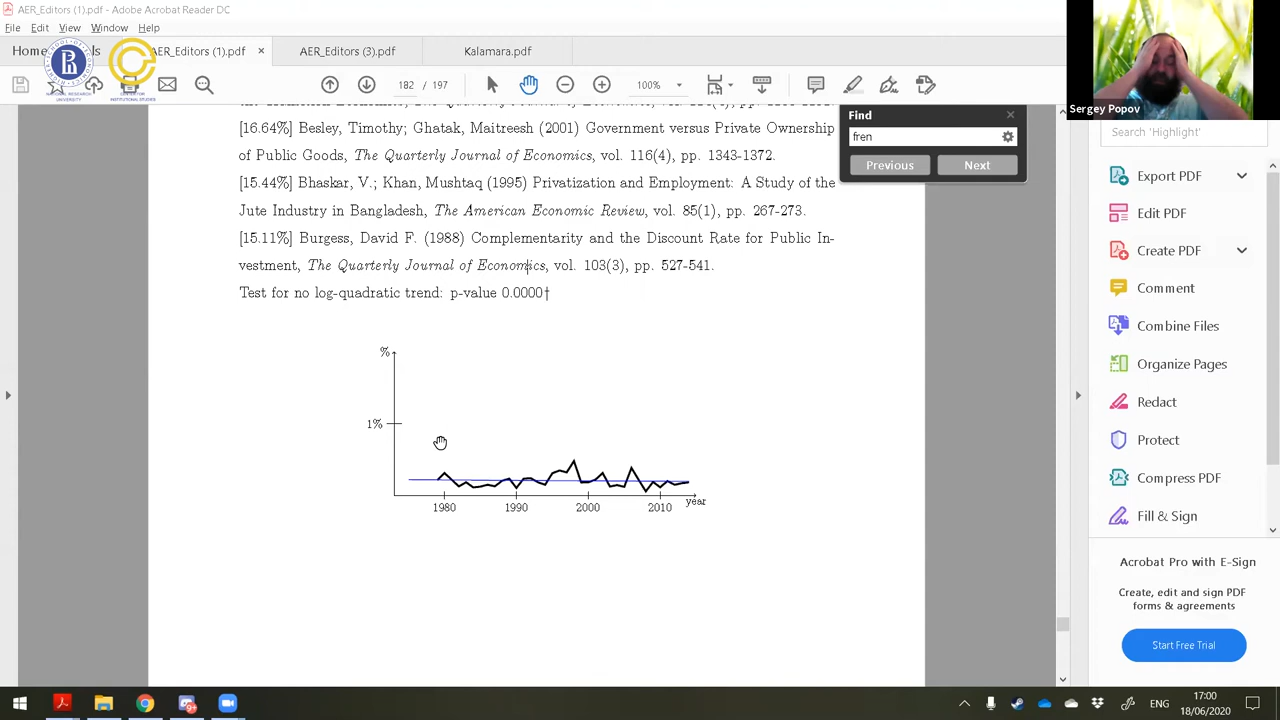 AER_Editors (1).pdf - Adobe Acrobat Reader DC
File Edit View Window Help
Home
AER_Editors (1).pdf × AER_Editors (3).pdf Kalamara.pdf
182 / 197 100%
[16.64%] Besley, Timothy; Ghatak, Maitreesh (2001) Government versus Private Ownership
of Public Goods, The Quarterly Journal of Economics, vol. 116(4), pp. 1343-1372.
[15.44%] Bhaskar, V.; Khan, Mushtaq (1995) Privatization and Employment: A Study of the
Jute Industry in Bangladesh, The American Economic Review, vol. 85(1), pp. 267-273.
[15.11%] Burgess, David F. (1988) Complementarity and the Discount Rate for Public In-
vestment, The Quarterly Journal of Economics, vol. 103(3), pp. 527-541.
Test for no log-quadratic trend: p-value 0.0000†
%
1%
1980 1990 2000 2010 year
Find
fren
Previous Next
Sergey Popov
Search 'Highlight'
Export PDF
Edit PDF
Create PDF
Comment
Combine Files
Organize Pages
Redact
Protect
Compress PDF
Fill & Sign
Acrobat Pro with E-Sign
Create, edit and sign PDF
forms & agreements
Start Free Trial
ENG
17:00
18/06/2020